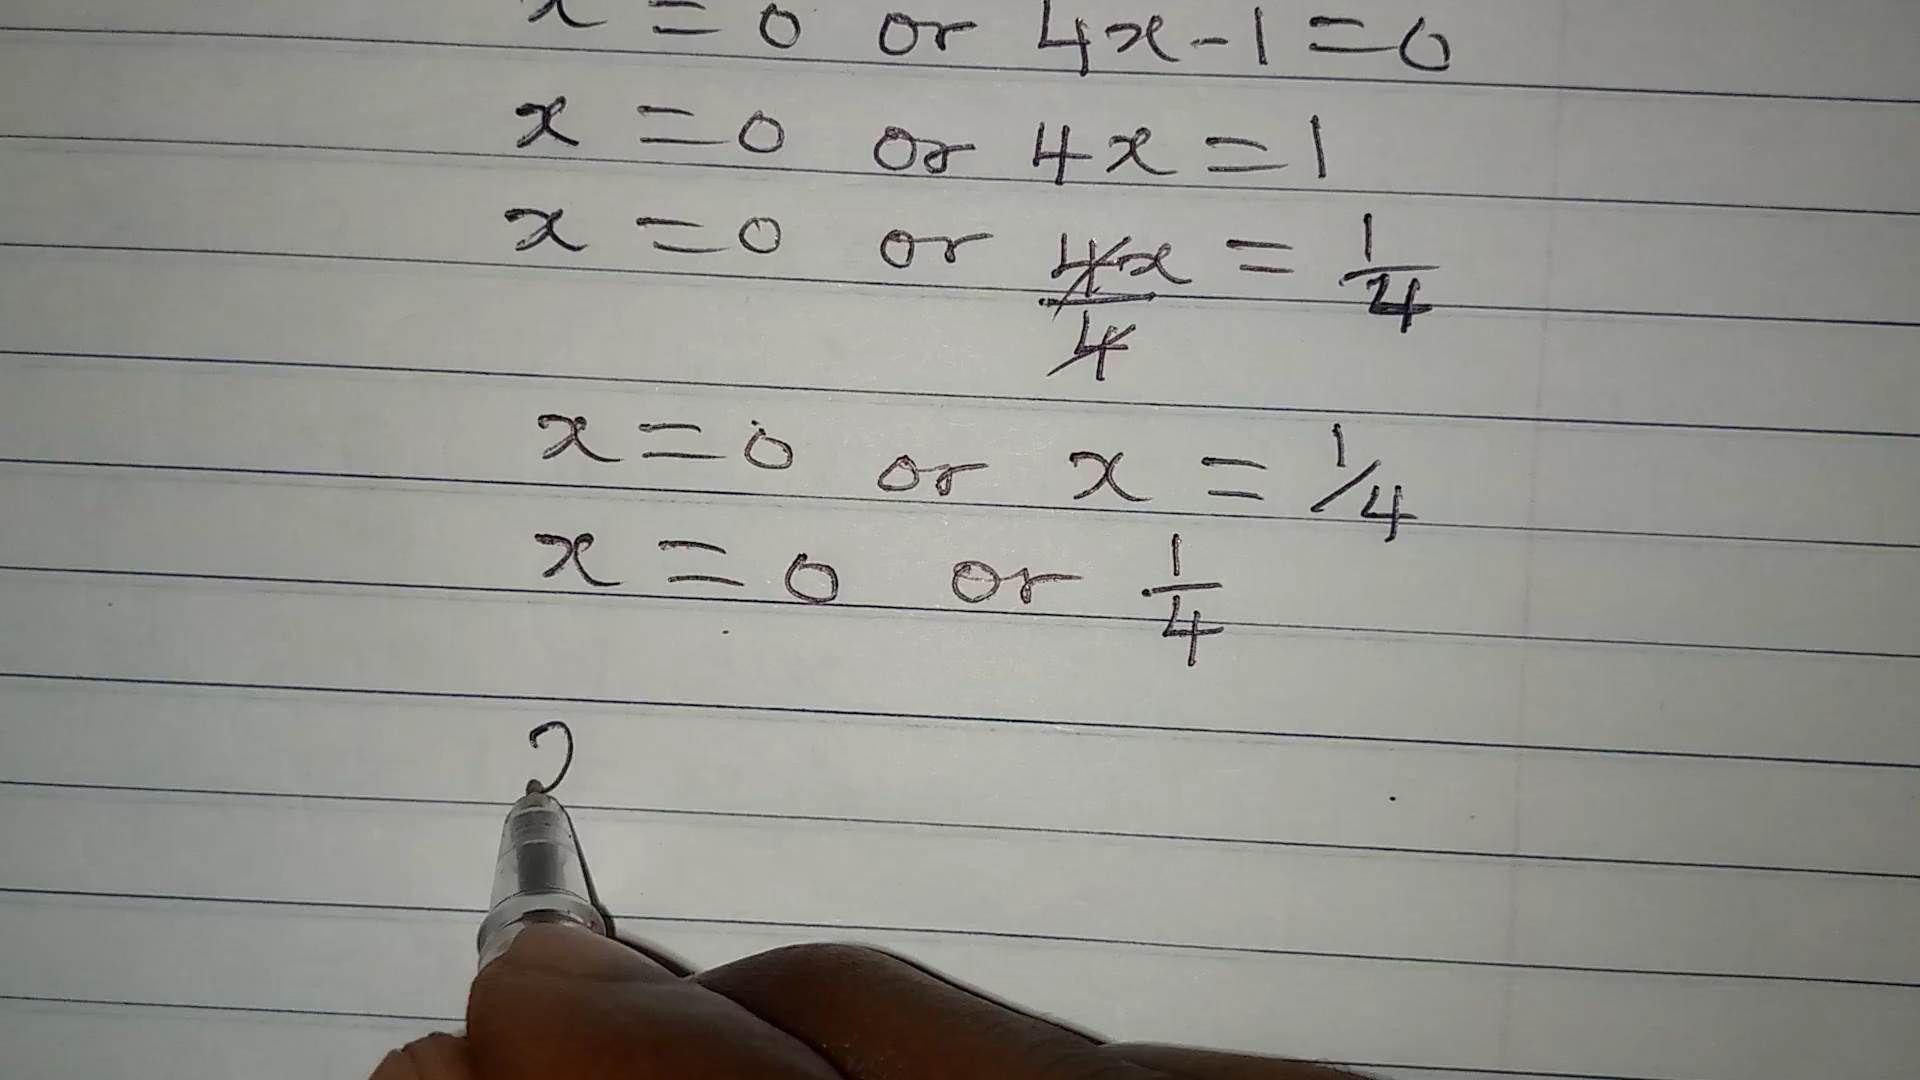 x = 0 or 4x - 1 = 0
x = 0 or 4x = 1
x = 0 or 4x/4 = 1/4
x = 0 or x = 1/4
x = 0 or 1/4